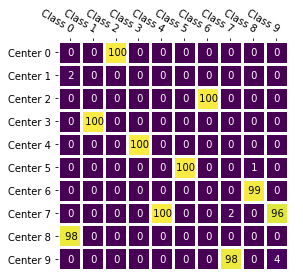 Class 0 Class 1 Class 2 Class 3 Class 4 Class 5 Class 6 Class 7 Class 8 Class 9
Center 0 0 0 100 0 0 0 0 0 0 0
Center 1 2 0 0 0 0 0 0 0 0 0
Center 2 0 0 0 0 0 0 100 0 0 0
Center 3 0 100 0 0 0 0 0 0 0 0
Center 4 0 0 0 100 0 0 0 0 0 0
Center 5 0 0 0 0 0 100 0 0 1 0
Center 6 0 0 0 0 0 0 0 0 99 0
Center 7 0 0 0 0 100 0 0 2 0 96
Center 8 98 0 0 0 0 0 0 0 0 0
Center 9 0 0 0 0 0 0 0 98 0 4